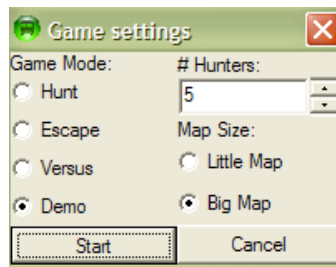 Game settings
Game Mode:
# Hunters:
Hunt
5
Escape
Map Size:
Versus
Little Map
Demo
Big Map
Start
Cancel